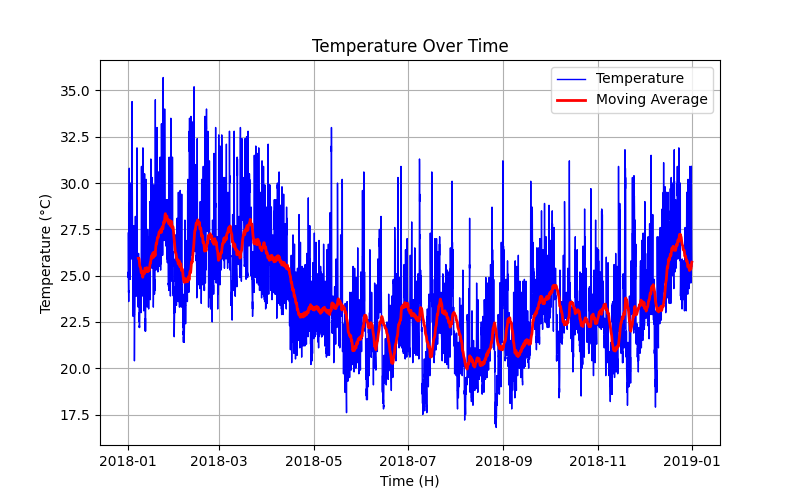 Temperature Over Time
Temperature
Moving Average
35.0
32.5
30.0
27.5
25.0
22.5
20.0
17.5
Temperature (°C)
2018-01 2018-03 2018-05 2018-07 2018-09 2018-11 2019-01
Time (H)